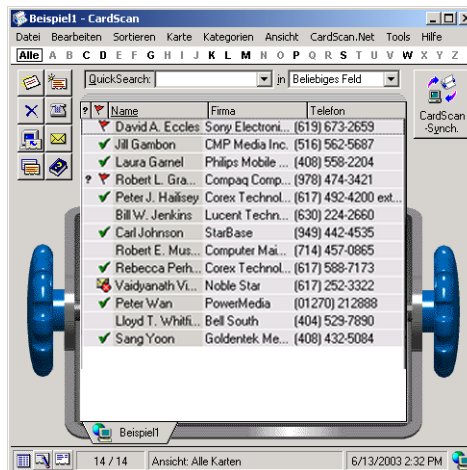 Beispiel1 - CardScan
Datei Bearbeiten Sortieren Karte Kategorien Ansicht CardScan.Net Tools Hilfe
Alle A B C D E F G H I J K L M N O P Q R S T U V W X Y Z
QuickSearch: in Beliebiges Feld
CardScan
-Synch.
? Name Firma Telefon
David A. Eccles Sony Electroni... (619) 673-2659
Jill Gambon CMP Media Inc. (516) 562-5687
Laura Garnel Philips Mobile ... (408) 558-2204
? Robert L. Gra... Compaq Comp... (978) 474-3421
Peter J. Hailisey Corex Technol... (617) 492-4200 ext...
Bill W. Jenkins Lucent Techn... (630) 224-2660
Carl Johnson StarBase (949) 442-4535
Robert E. Mus... Computer Mai... (714) 457-0865
Rebecca Perh... Corex Technol... (617) 588-7173
Vaidyanath Vi... Noble Star (617) 252-3322
Peter Wan PowerMedia (01270) 212888
Lloyd T. Whitfi... Bell South (404) 529-7890
Sang Yoon Goldentek Me... (408) 432-5084
Beispiel1
14 / 14 Ansicht: Alle Karten 6/13/2003 2:32 PM